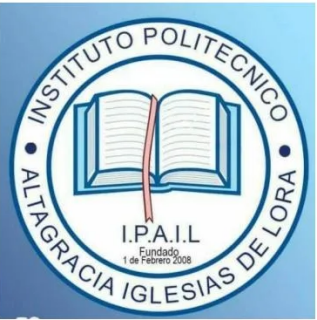 INSTITUTO POLITECNICO
ALTAGRACIA IGLESIAS DE LORA
I.P.A.I.L
Fundado
1 de Febrero 2008